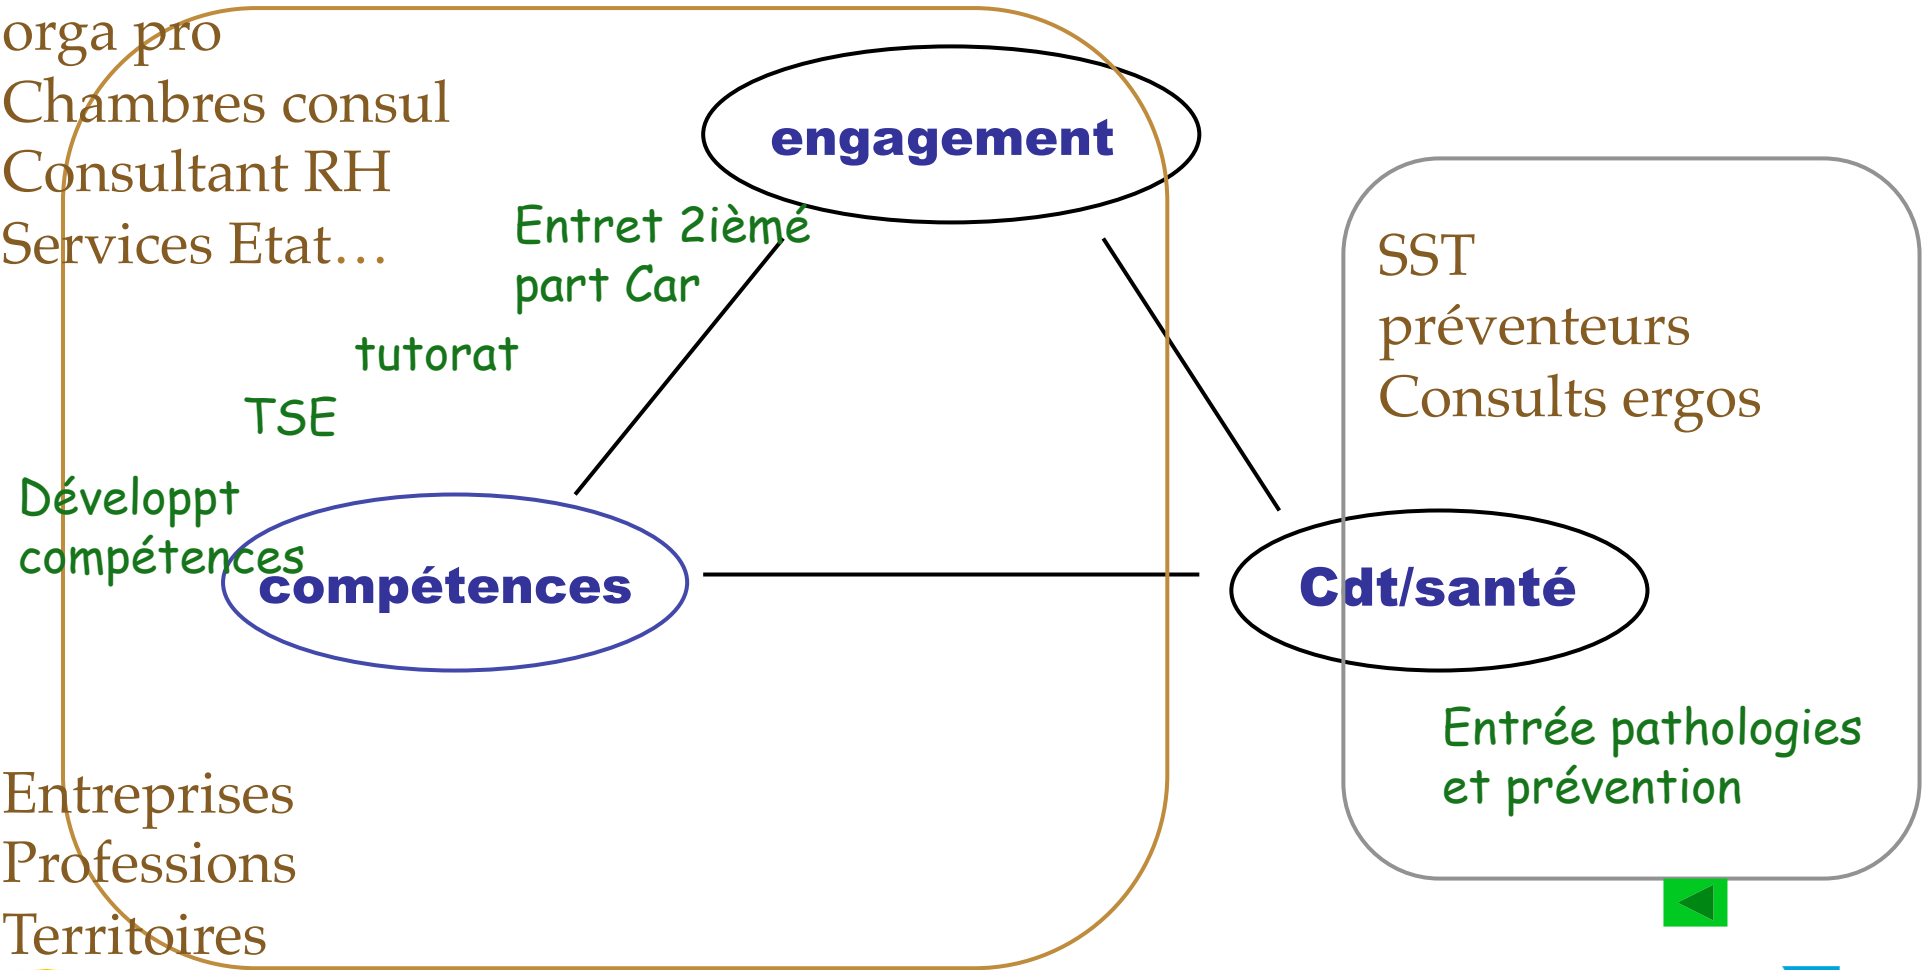 orga pro
Chambres consul
Consultant RH
Services Etat…
engagement
Entret 2ièmé
part Car
tutorat
TSE
Développt
compétences
compétences
SST
préventeurs
Consults ergos
Cdt/santé
Entrée pathologies
et prévention
Entreprises
Professions
Territoires